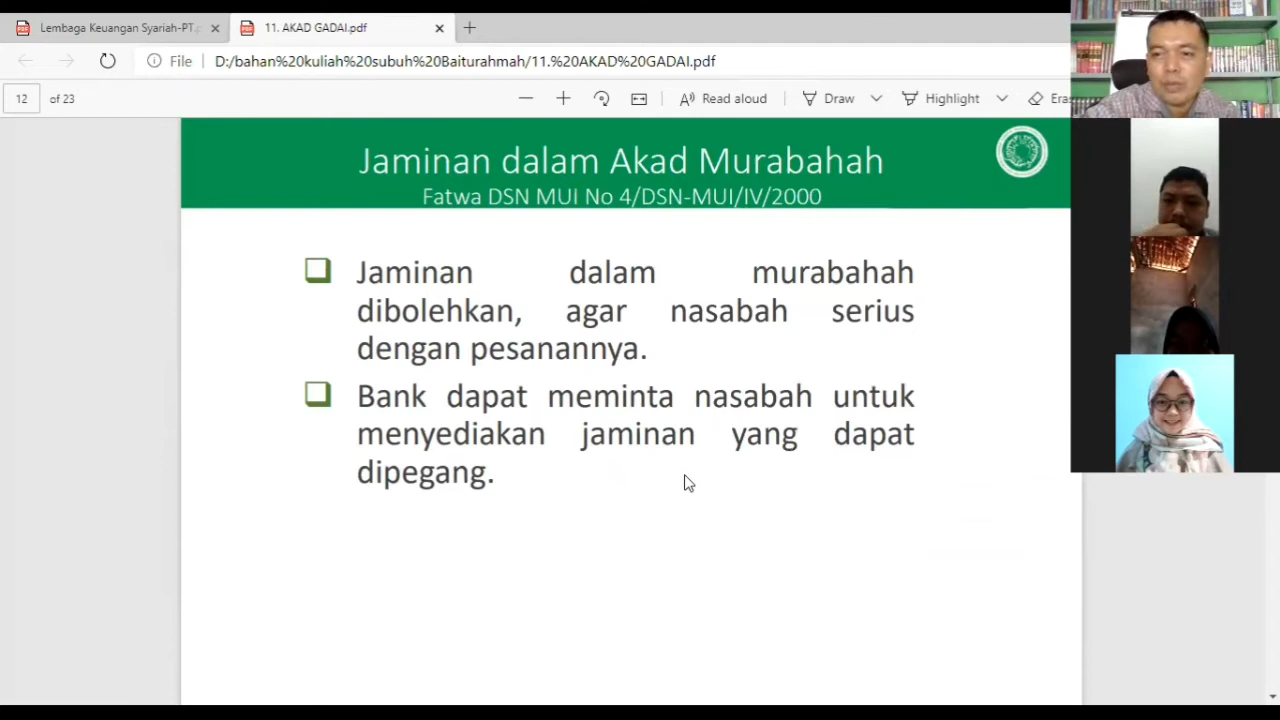 Lembaga Keuangan Syariah-PT.
11. AKAD GADAI.pdf
File
D:/bahan%20kuliah%20subuh%20Baiturahmah/11.%20AKAD%20GADAI.pdf
12 of 23
Read aloud
Draw
Highlight
Eras
Jaminan dalam Akad Murabahah
Fatwa DSN MUI No 4/DSN-MUI/IV/2000
Jaminan dalam murabahah
dibolehkan, agar nasabah serius
dengan pesanannya.
Bank dapat meminta nasabah untuk
menyediakan jaminan yang dapat
dipegang.